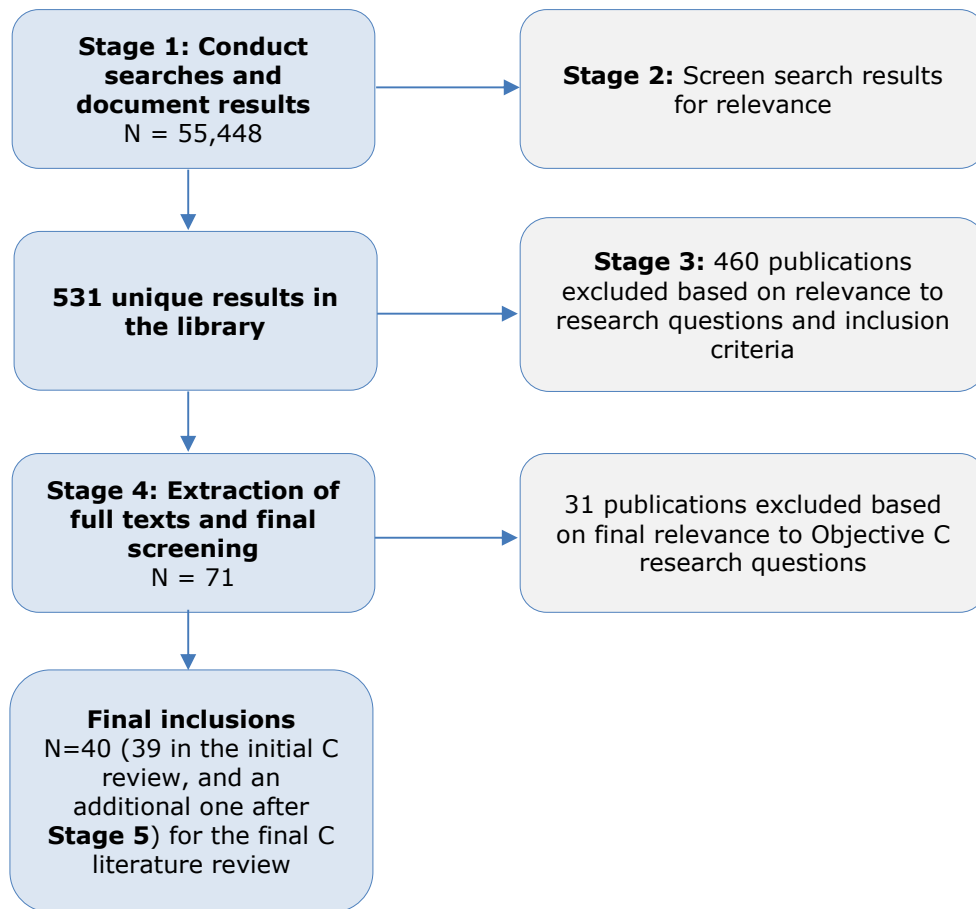 Stage 1: Conduct
searches and
document results
N = 55,448
Stage 2: Screen search results
for relevance
531 unique results in
the library
Stage 3: 460 publications
excluded based on relevance to
research questions and inclusion
criteria
Stage 4: Extraction of
full texts and final
screening
N = 71
31 publications excluded based
on final relevance to Objective C
research questions
Final inclusions
N=40 (39 in the initial C
review, and an
additional one after
Stage 5) for the final C
literature review